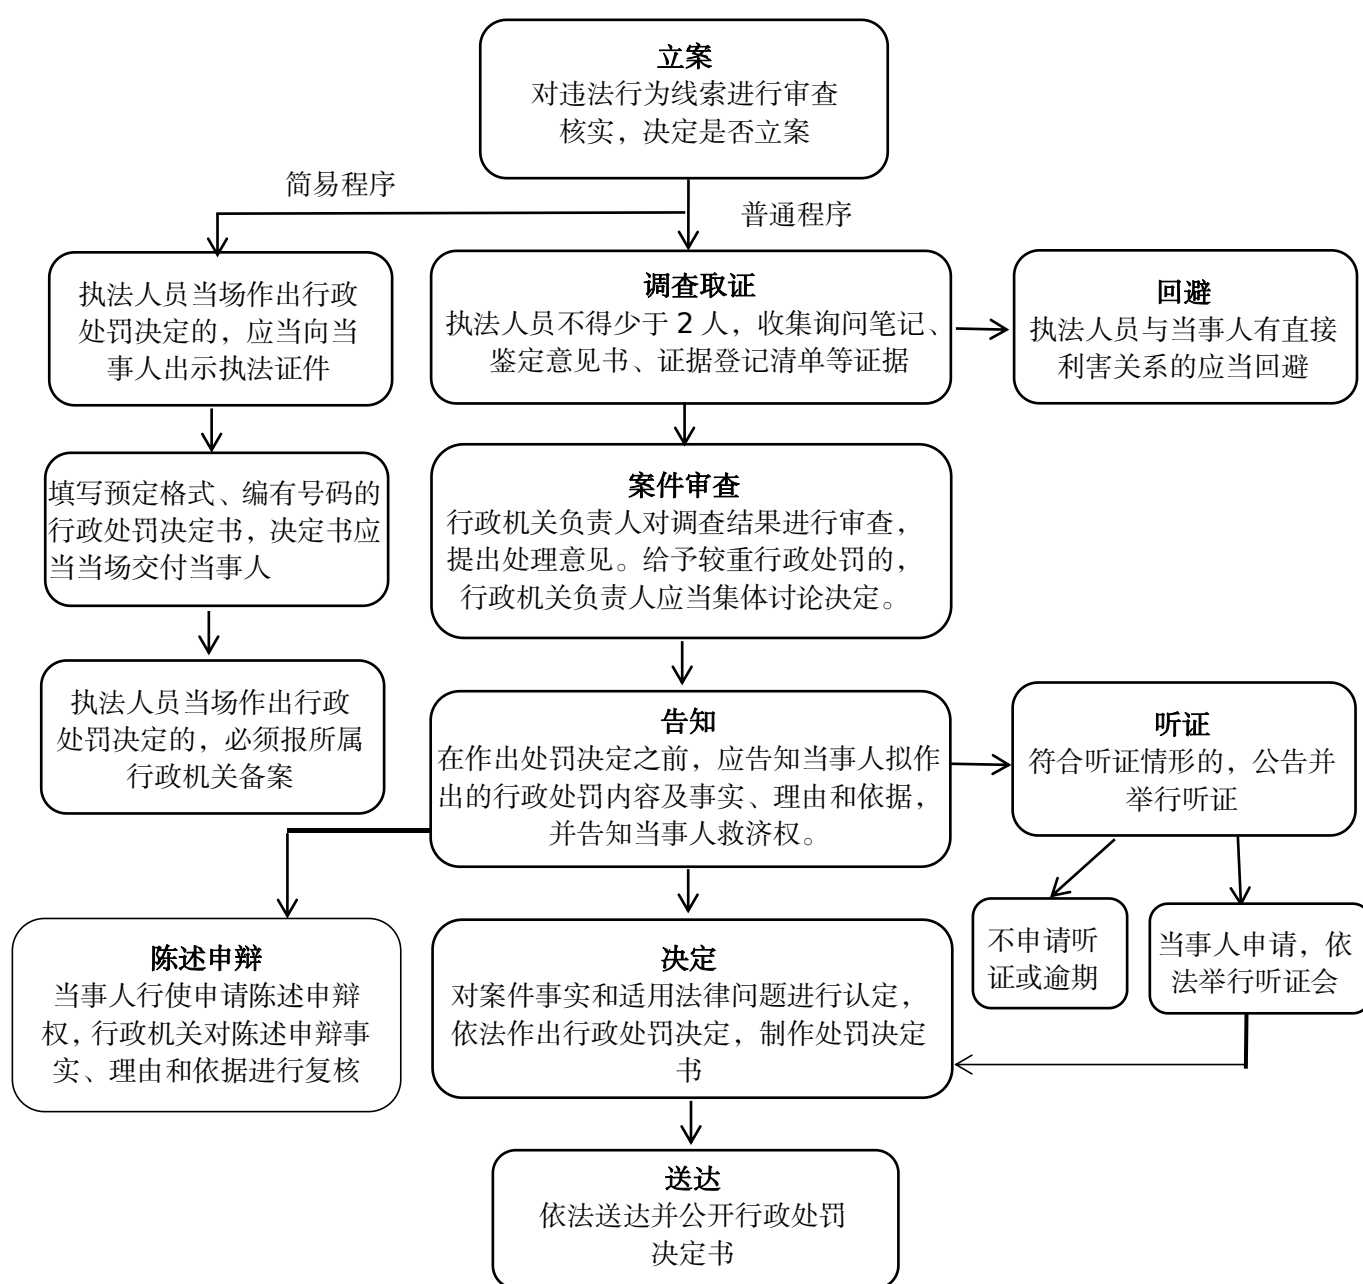 立案
对违法行为线索进行审查
核实，决定是否立案
简易程序
普通程序
执法人员当场作出行政
处罚决定的，应当向当
事人出示执法证件
调查取证
执法人员不得少于 2 人，收集询问笔记、
鉴定意见书、证据登记清单等证据
回避
执法人员与当事人有直接
利害关系的应当回避
填写预定格式、编有号码的
行政处罚决定书，决定书应
当当场交付当事人
案件审查
行政机关负责人对调查结果进行审查，
提出处理意见。给予较重行政处罚的，
行政机关负责人应当集体讨论决定。
执法人员当场作出行政
处罚决定的，必须报所属
行政机关备案
告知
在作出处罚决定之前，应告知当事人拟作
出的行政处罚内容及事实、理由和依据，
并告知当事人救济权。
听证
符合听证情形的，公告并
举行听证
不申请听
证或逾期
当事人申请，依
法举行听证会
陈述申辩
当事人行使申请陈述申辩
权，行政机关对陈述申辩事
实、理由和依据进行复核
决定
对案件事实和适用法律问题进行认定，
依法作出行政处罚决定，制作处罚决定
书
送达
依法送达并公开行政处罚
决定书